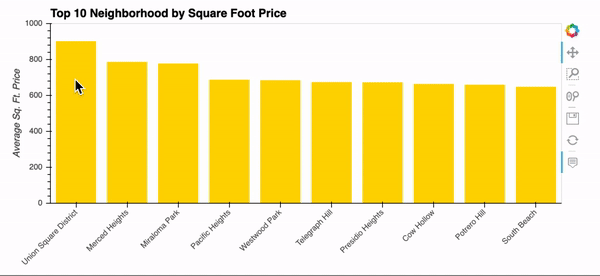 Top 10 Neighborhood by Square Foot Price
Average Sq. Ft. Price
1000
800
600
400
200
0
Union Square District
Merced Heights
Miraloma Park
Pacific Heights
Westwood Park
Telegraph Hill
Presidio Heights
Cow Hollow
Potrero Hill
South Beach